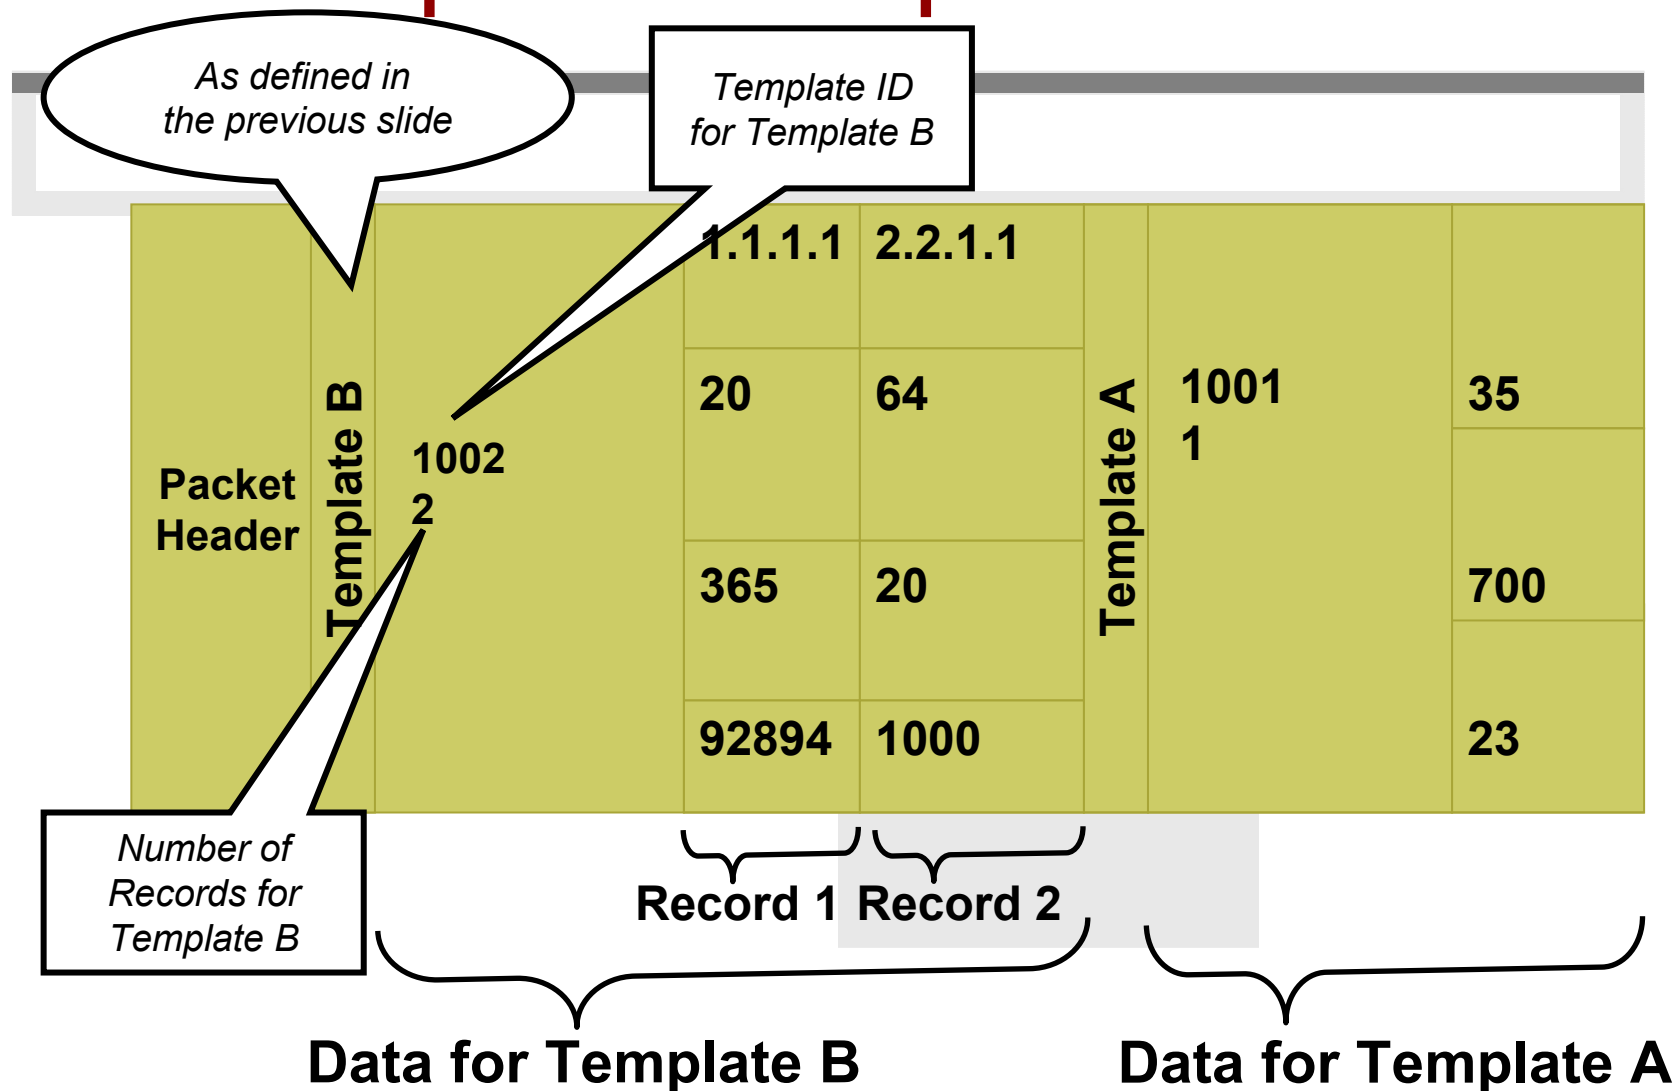 As defined in
the previous slide
Template ID
for Template B
Packet
Header
Template B
1002
2
1.1.1.1
2.2.1.1
20
64
365
20
92894
1000
Template A
1001
1
35
700
23
Number of
Records for
Template B
Record 1
Record 2
Data for Template B
Data for Template A